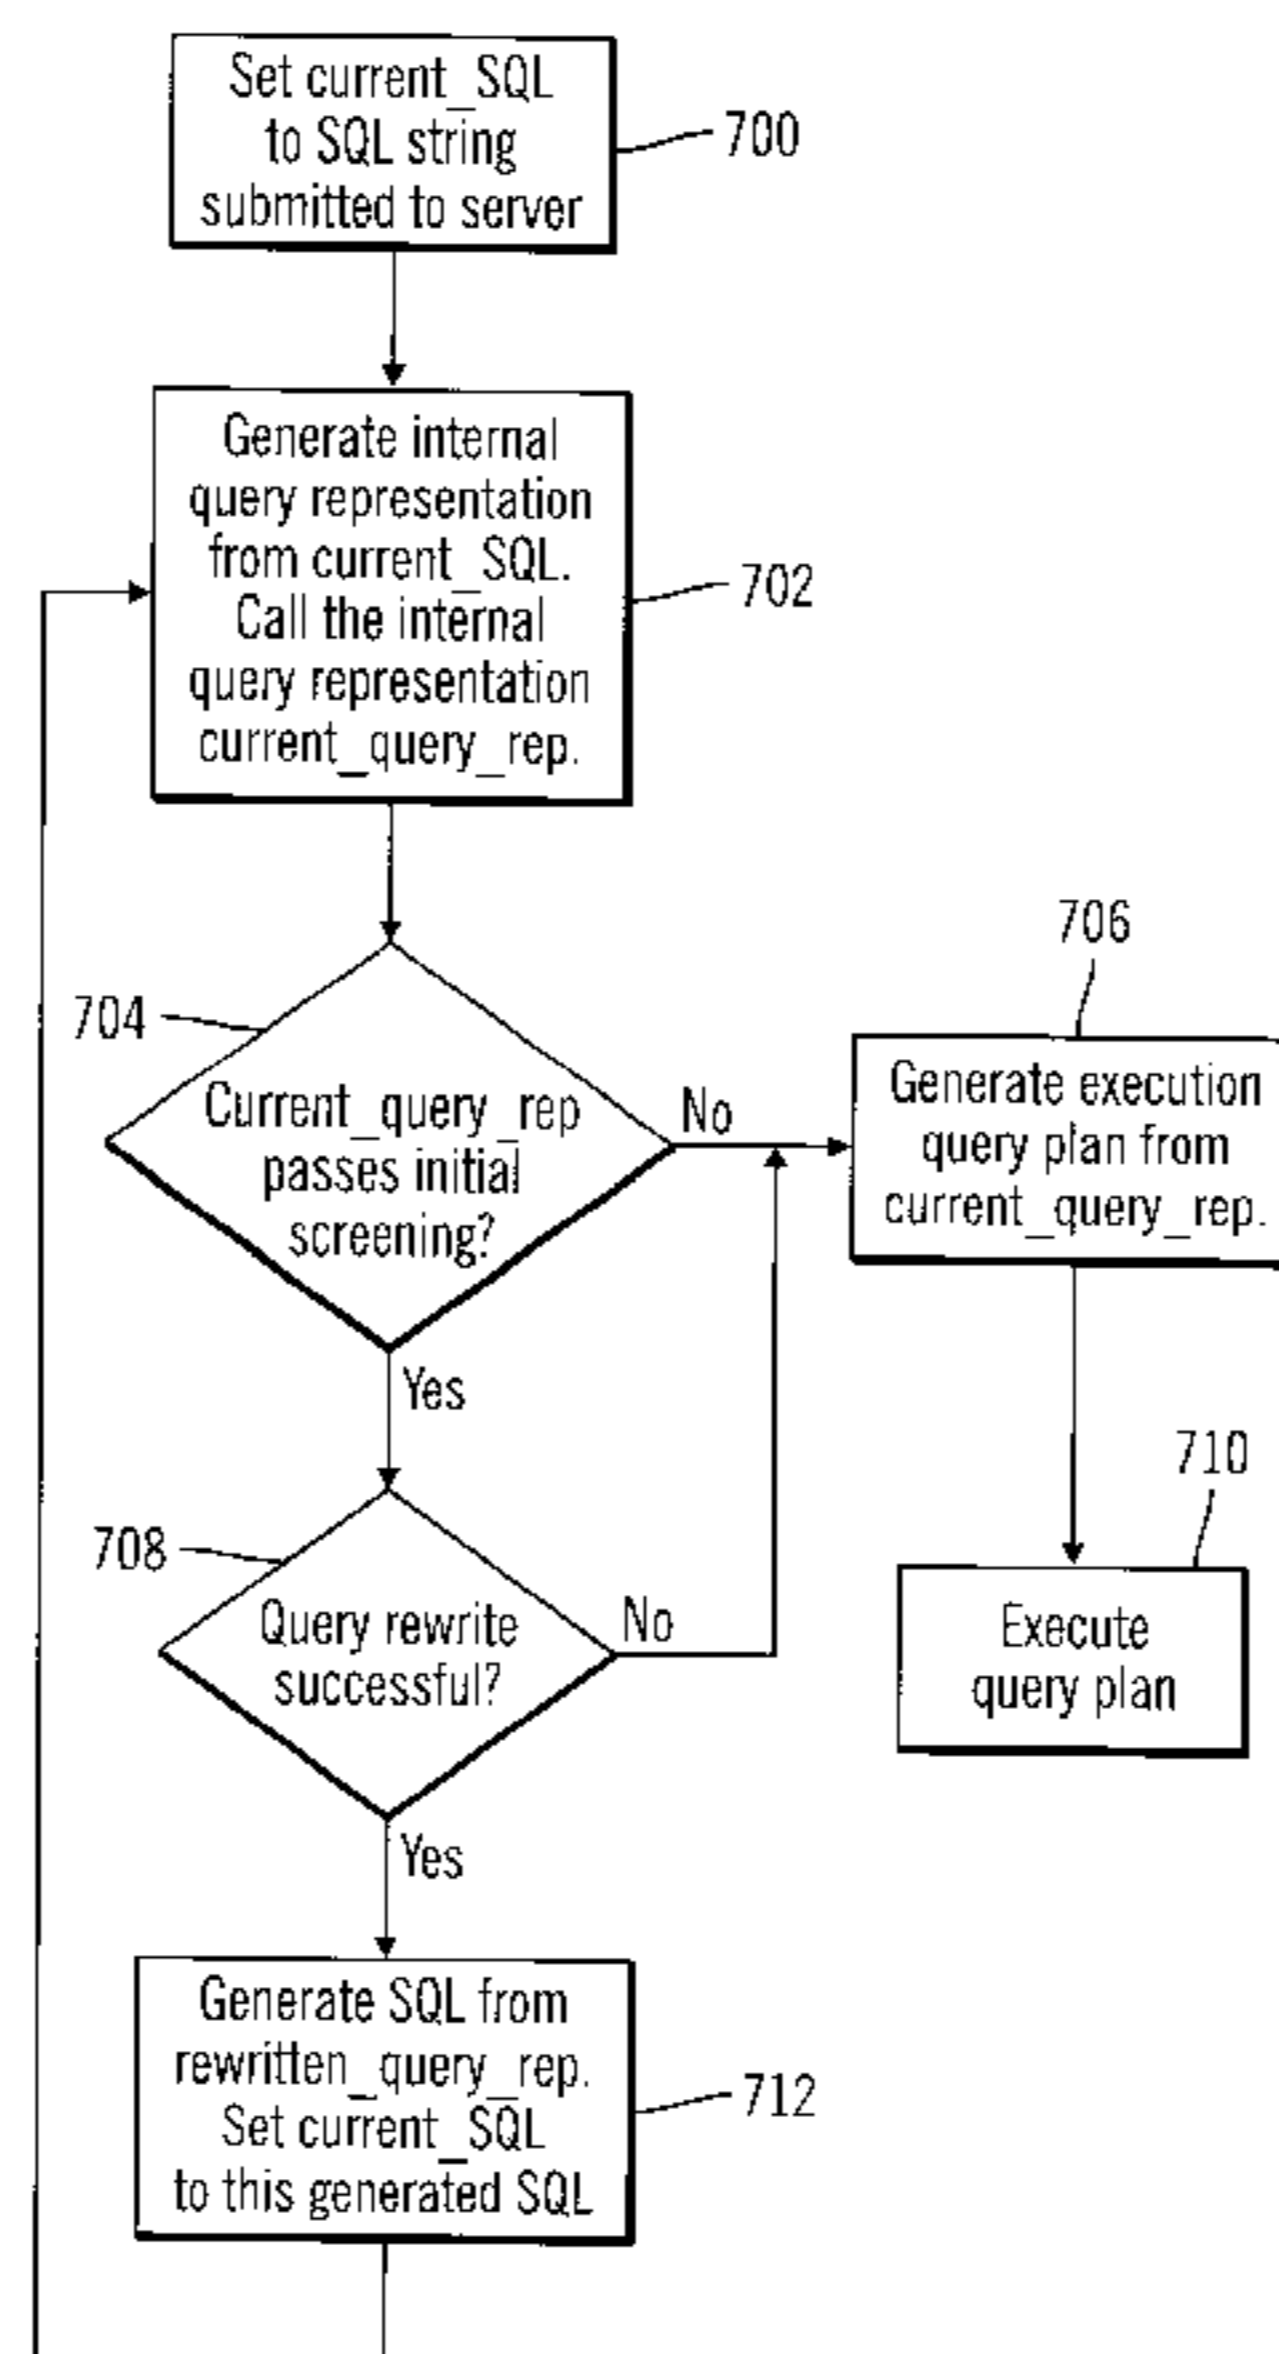 Set current_SQL
to SQL string
submitted to server
700
Generate internal
query representation
from current_SQL.
Call the internal
query representation
current_query_rep.
702
704
Current_query_rep
passes initial
screening?
No
Yes
706
Generate execution
query plan from
current_query_rep.
708
Query rewrite
successful?
No
Yes
710
Execute
query plan
Generate SQL from
rewritten_query_rep.
Set current_SQL
to this generated SQL
712